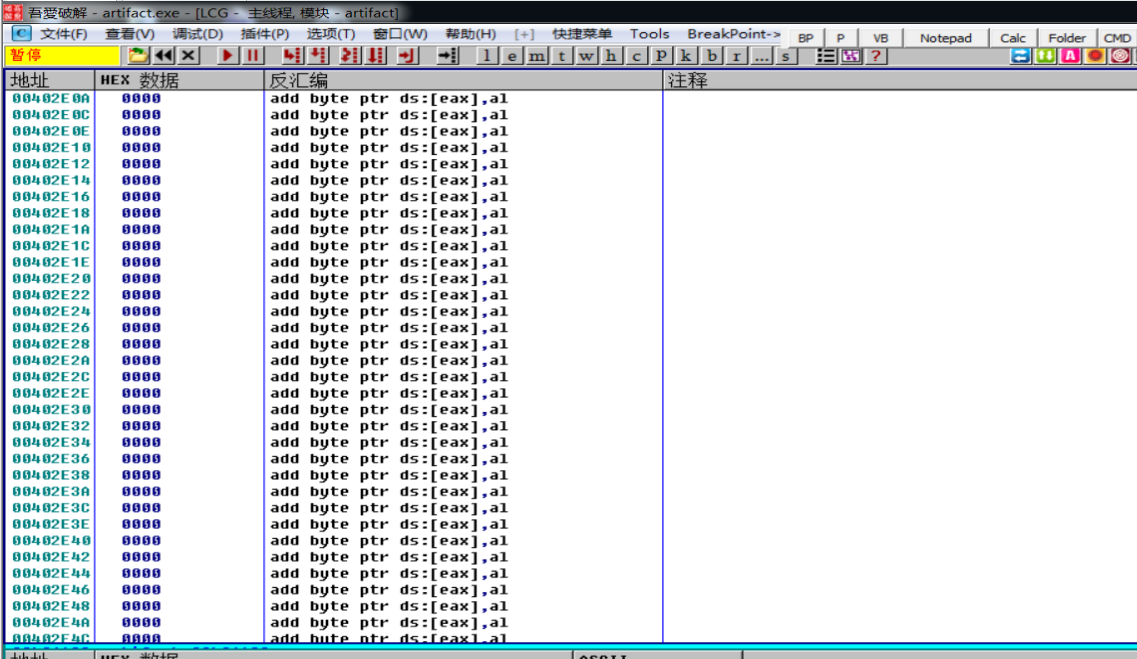 吾愛破解 - artifact.exe - [LCG - 主线程, 模块 - artifact]
C 文件(F) 查看(V) 调试(D) 插件(P) 选项(T) 窗口(W) 帮助(H) [+] 快捷菜单 Tools BreakPoint-> BP P VB Notepad Calc Folder CMD
暂停 l e m t w h c P k b r ... s ?
地址 HEX 数据 反汇编 注释
00402E0A 0000 add byte ptr ds:[eax],al
00402E0C 0000 add byte ptr ds:[eax],al
00402E0E 0000 add byte ptr ds:[eax],al
00402E10 0000 add byte ptr ds:[eax],al
00402E12 0000 add byte ptr ds:[eax],al
00402E14 0000 add byte ptr ds:[eax],al
00402E16 0000 add byte ptr ds:[eax],al
00402E18 0000 add byte ptr ds:[eax],al
00402E1A 0000 add byte ptr ds:[eax],al
00402E1C 0000 add byte ptr ds:[eax],al
00402E1E 0000 add byte ptr ds:[eax],al
00402E20 0000 add byte ptr ds:[eax],al
00402E22 0000 add byte ptr ds:[eax],al
00402E24 0000 add byte ptr ds:[eax],al
00402E26 0000 add byte ptr ds:[eax],al
00402E28 0000 add byte ptr ds:[eax],al
00402E2A 0000 add byte ptr ds:[eax],al
00402E2C 0000 add byte ptr ds:[eax],al
00402E2E 0000 add byte ptr ds:[eax],al
00402E30 0000 add byte ptr ds:[eax],al
00402E32 0000 add byte ptr ds:[eax],al
00402E34 0000 add byte ptr ds:[eax],al
00402E36 0000 add byte ptr ds:[eax],al
00402E38 0000 add byte ptr ds:[eax],al
00402E3A 0000 add byte ptr ds:[eax],al
00402E3C 0000 add byte ptr ds:[eax],al
00402E3E 0000 add byte ptr ds:[eax],al
00402E40 0000 add byte ptr ds:[eax],al
00402E42 0000 add byte ptr ds:[eax],al
00402E44 0000 add byte ptr ds:[eax],al
00402E46 0000 add byte ptr ds:[eax],al
00402E48 0000 add byte ptr ds:[eax],al
00402E4A 0000 add byte ptr ds:[eax],al
00402E4C 0000 add byte ptr ds:[eax],al
地址 HEX 数据 ASCII